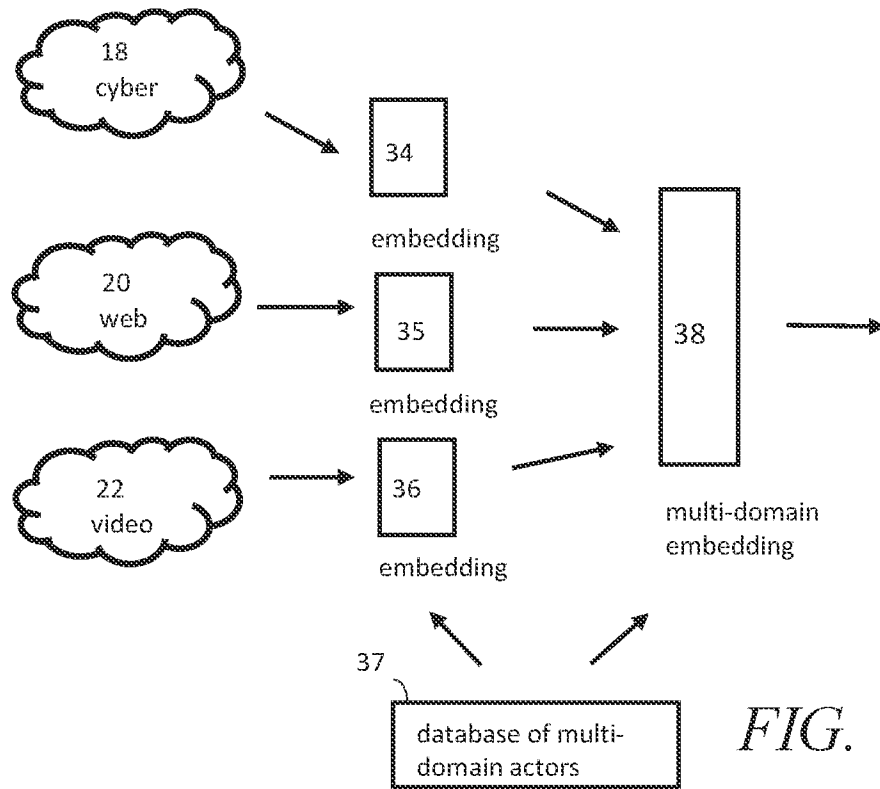 18
cyber
34
embedding
20
web
35
embedding
38
22
video
36
embedding
multi-domain
embedding
37
database of multi-
domain actors
FIG.